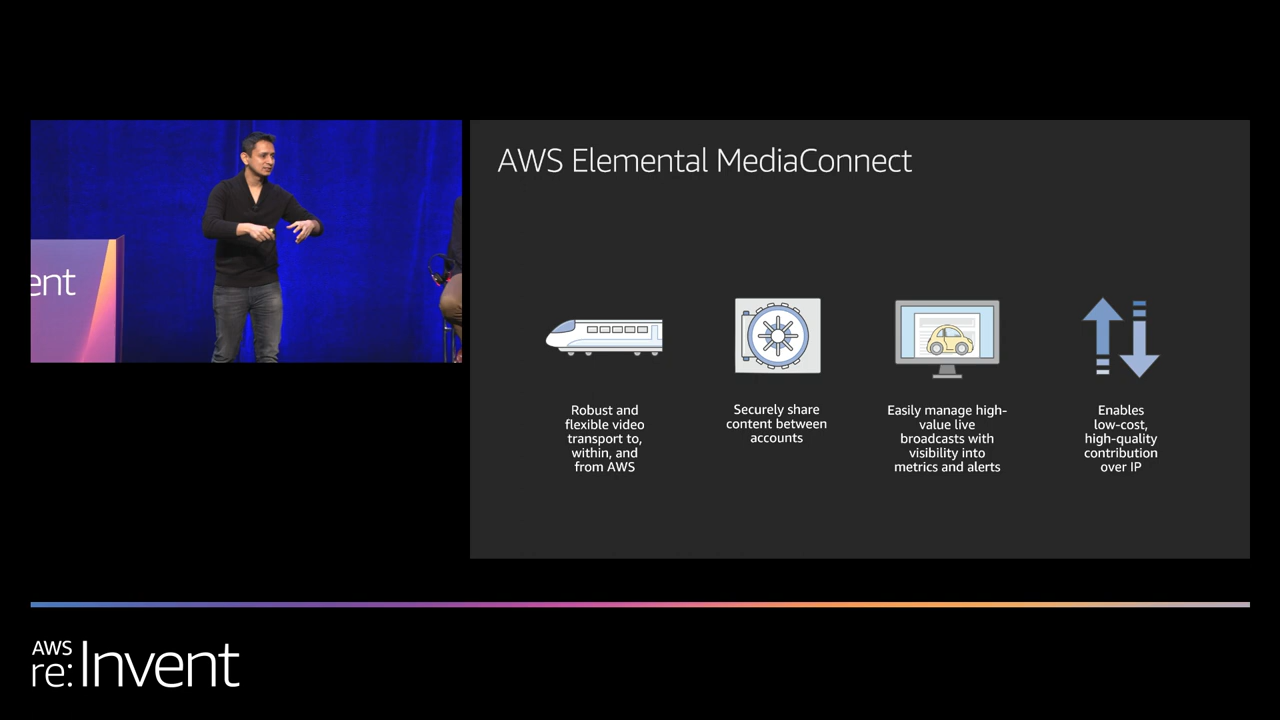 AWS Elemental MediaConnect
ent
Robust and
flexible video
transport to,
within, and
from AWS
Securely share
content between
accounts
Easily manage high-
value live
broadcasts with
visibility into
metrics and alerts
Enables
low-cost,
high-quality
contribution
over IP
AWS
re:Invent